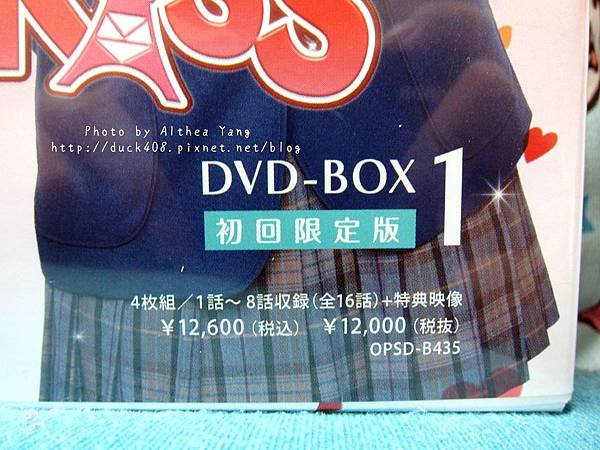 Kiss
Photo by Althea Yang
http://duck408.pixnet.net/blog
DVD-BOX 1
初回限定版
4枚組／1話～8話収録(全16話)+特典映像
¥12,600(税込) ¥12,000(税抜)
OPSD-B435